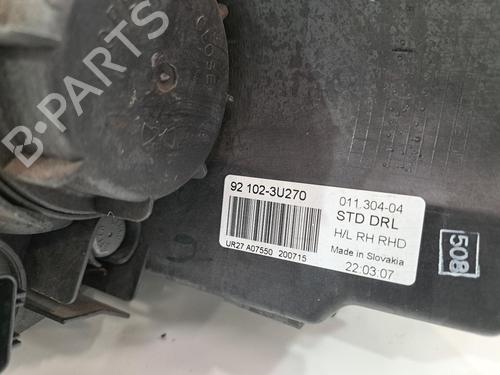 CLOSE
B-PARTS
92 102-3U270
011.304-04
STD DRL
H/L RH RHD
Made in Slovakia
UR27.A07550 200715
22:03:07
508